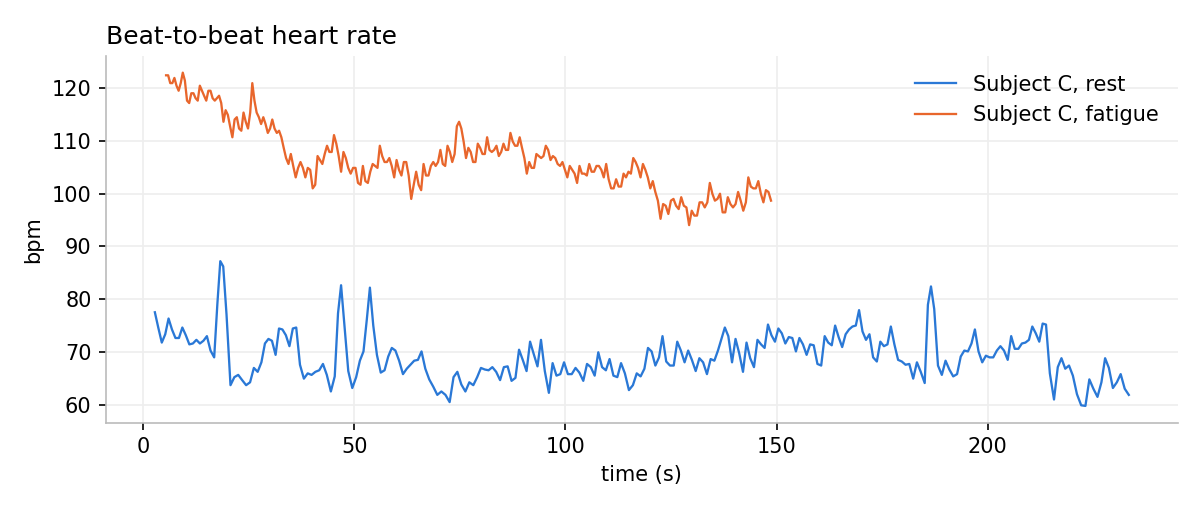 Beat-to-beat heart rate
Subject C, rest
Subject C, fatigue
120
110
100
90
80
70
60
bpm
0 50 100 150 200
time (s)